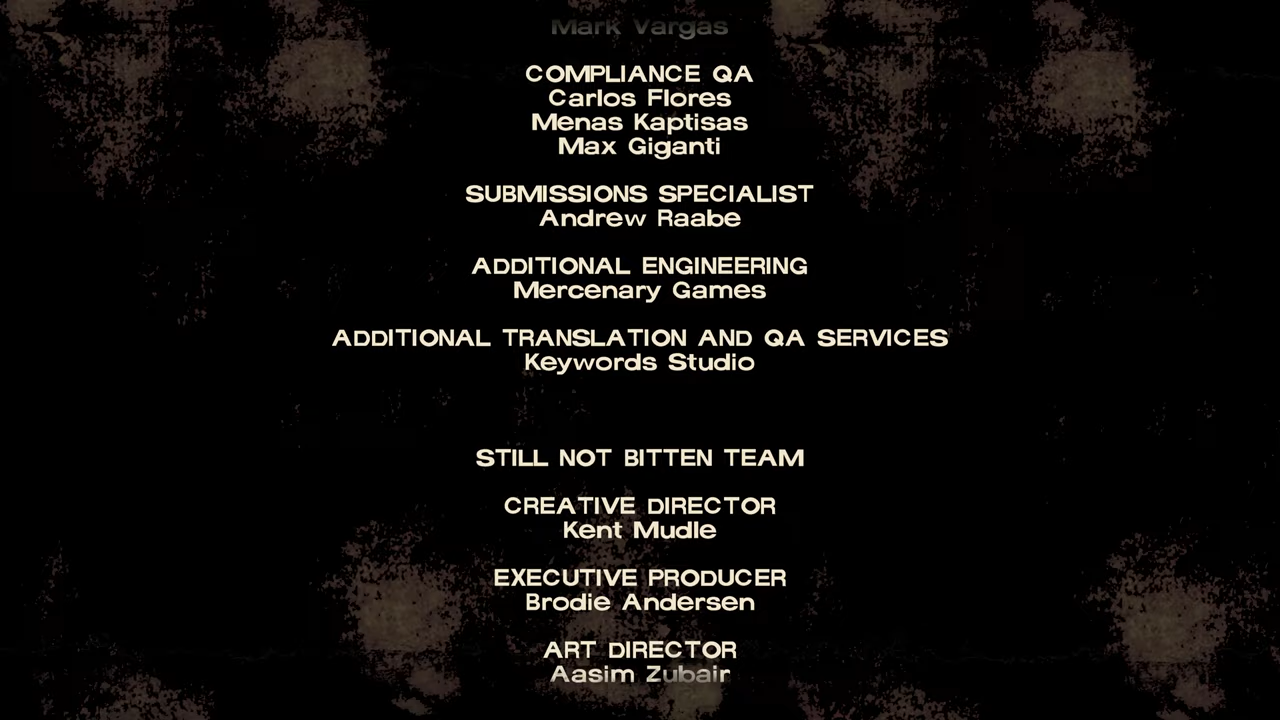 Mark Vargas
COMPLIANCE QA
Carlos Flores
Menas Kaptisas
Max Giganti
SUBMISSIONS SPECIALIST
Andrew Raabe
ADDITIONAL ENGINEERING
Mercenary Games
ADDITIONAL TRANSLATION AND QA SERVICES
Keywords Studio
STILL NOT BITTEN TEAM
CREATIVE DIRECTOR
Kent Mudle
EXECUTIVE PRODUCER
Brodie Andersen
ART DIRECTOR
Aasim Zubair